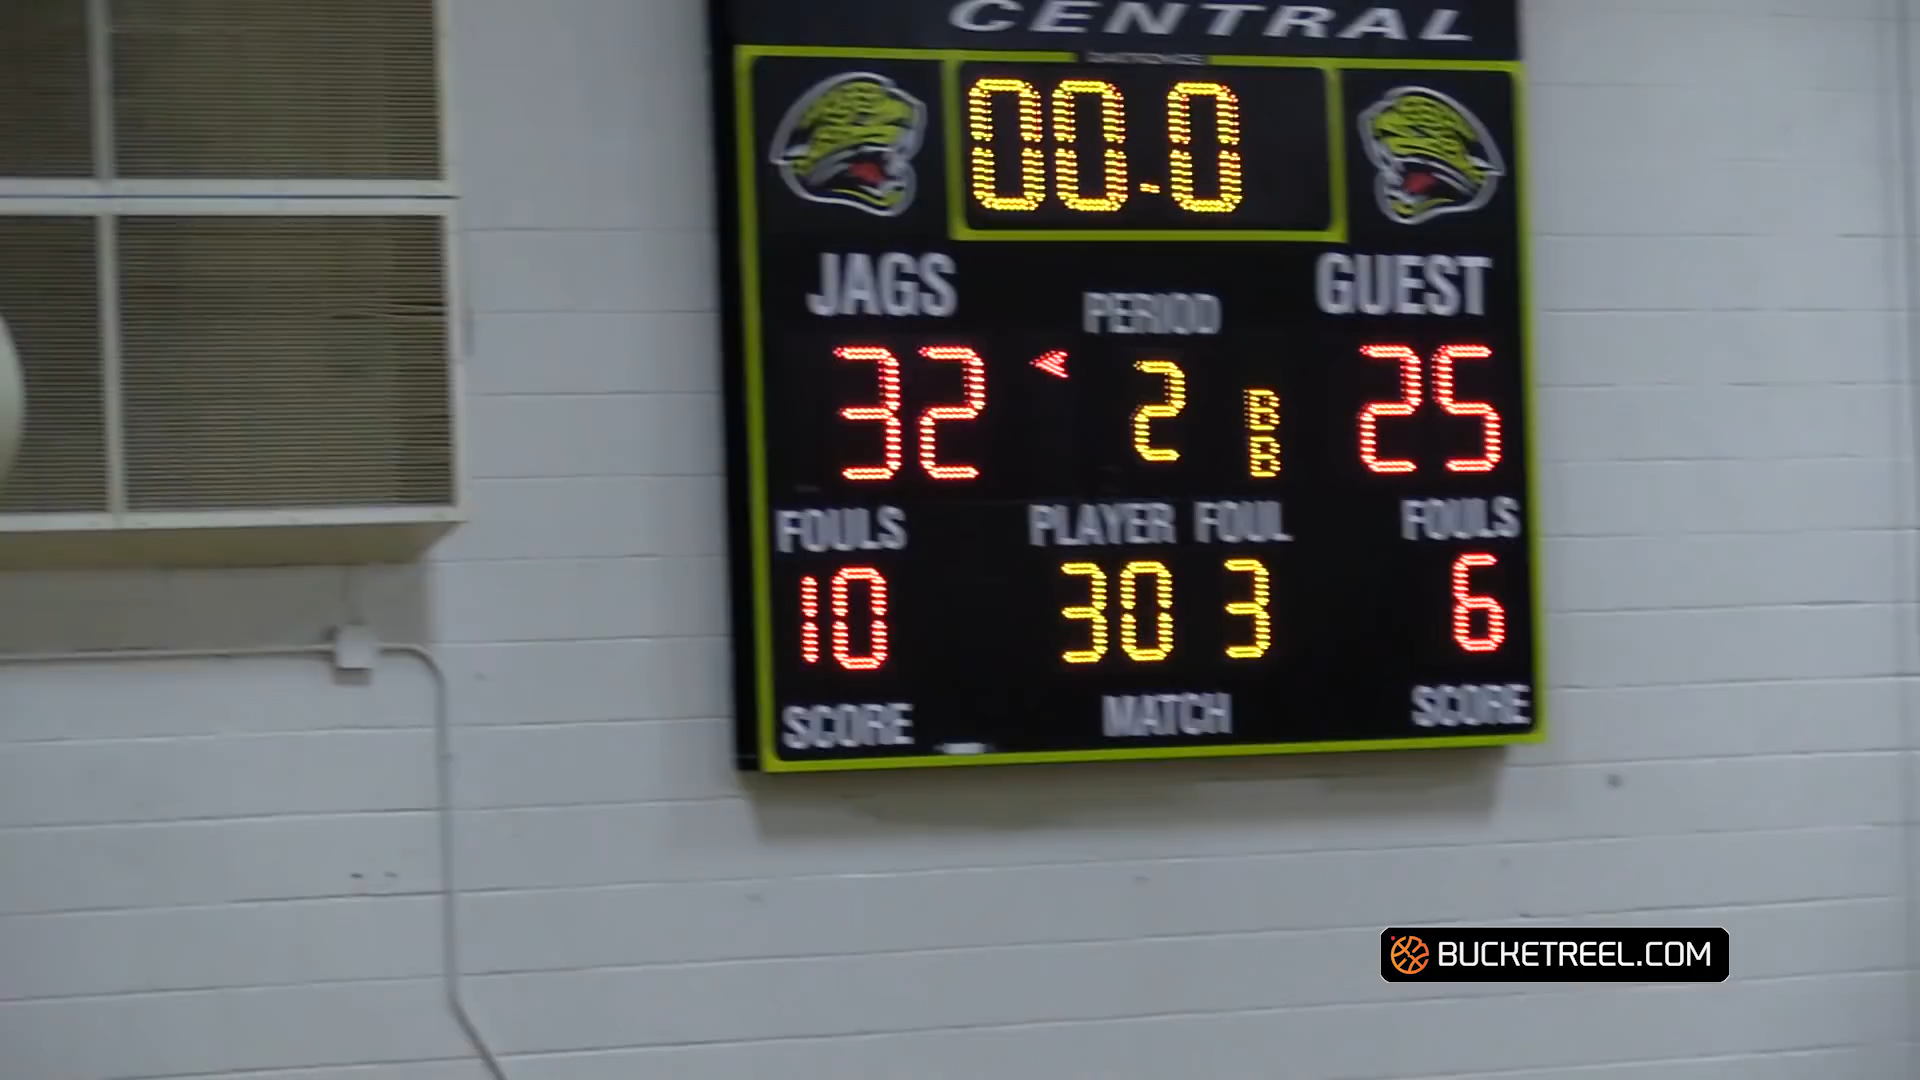 CENTRAL
00.0
JAGS
GUEST
PERIOD
32
2
25
FOULS
PLAYER FOUL
FOULS
10
30 3
6
SCORE
MATCH
SCORE
BUCKETREEL.COM